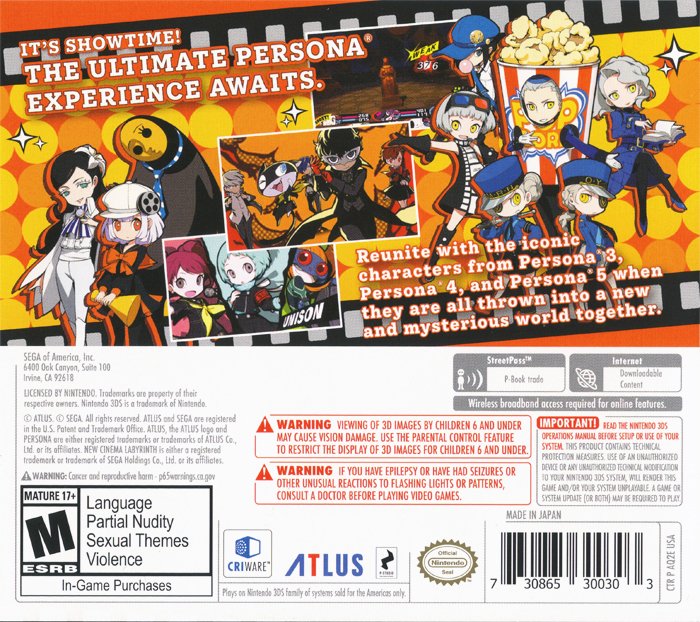 IT'S SHOWTIME!
THE ULTIMATE PERSONA®
EXPERIENCE AWAITS.
WEAK
376
POP
UNISON
Reunite with the iconic
characters from Persona®3,
Persona®4, and Persona®5 when
they are all thrown into a new
and mysterious world together.
SEGA of America, Inc.
6400 Oak Canyon, Suite 100
Irvine, CA 92618
LICENSED BY NINTENDO. Trademarks are property of their
respective owners. Nintendo 3DS is a trademark of Nintendo.
© ATLUS. © SEGA. All rights reserved. ATLUS and SEGA are registered
in the U.S. Patent and Trademark Office. ATLUS, the ATLUS logo and
PERSONA are either registered trademarks or trademarks of ATLUS Co.,
Ltd. or its affiliates. NEW CINEMA LABYRINTH is either a registered
trademark or trademark of SEGA Holdings Co., Ltd. or its affiliates.
WARNING: Cancer and reproductive harm - p65warnings.ca.gov
StreetPass™
P-Book trade
Internet
Downloadable
Content
Wireless broadband access required for online features.
WARNING VIEWING OF 3D IMAGES BY CHILDREN 6 AND UNDER
MAY CAUSE VISION DAMAGE. USE THE PARENTAL CONTROL FEATURE
TO RESTRICT THE DISPLAY OF 3D IMAGES FOR CHILDREN 6 AND UNDER.
WARNING IF YOU HAVE EPILEPSY OR HAVE HAD SEIZURES OR
OTHER UNUSUAL REACTIONS TO FLASHING LIGHTS OR PATTERNS,
CONSULT A DOCTOR BEFORE PLAYING VIDEO GAMES.
IMPORTANT! READ THE NINTENDO 3DS
OPERATIONS MANUAL BEFORE SETUP OR USE OF YOUR
SYSTEM. THIS PRODUCT CONTAINS TECHNICAL
PROTECTION MEASURES. USE OF AN UNAUTHORIZED
DEVICE OR ANY UNAUTHORIZED TECHNICAL MODIFICATION
TO YOUR NINTENDO 3DS SYSTEM, WILL RENDER THIS
GAME AND/OR YOUR SYSTEM UNPLAYABLE. A GAME OR
SYSTEM UPDATE (OR BOTH) MAY BE REQUIRED TO PLAY.
MADE IN JAPAN
MATURE 17+
M
ESRB
Language
Partial Nudity
Sexual Themes
Violence
In-Game Purchases
CRIWARE™
ATLUS
P-STUDIO
Official
Nintendo
Seal
Plays on Nintendo 3DS family of systems sold for the Americas only.
7 30865 30030 3
CTR P AQ2E USA